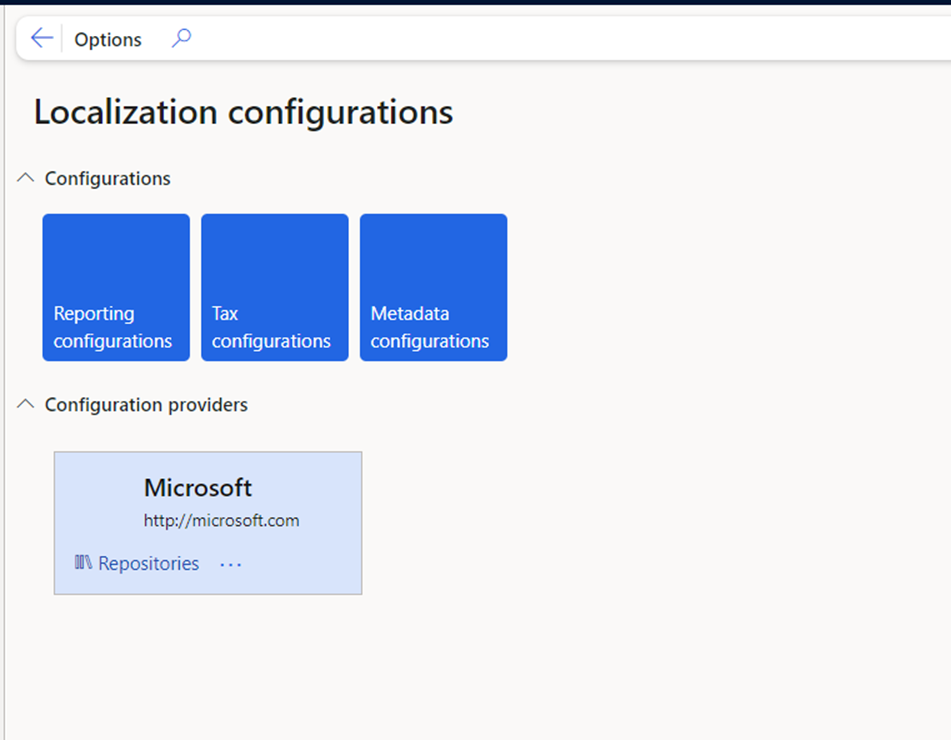 Options
Localization configurations
Configurations
Reporting
configurations
Tax
configurations
Metadata
configurations
Configuration providers
Microsoft
http://microsoft.com
Repositories ···